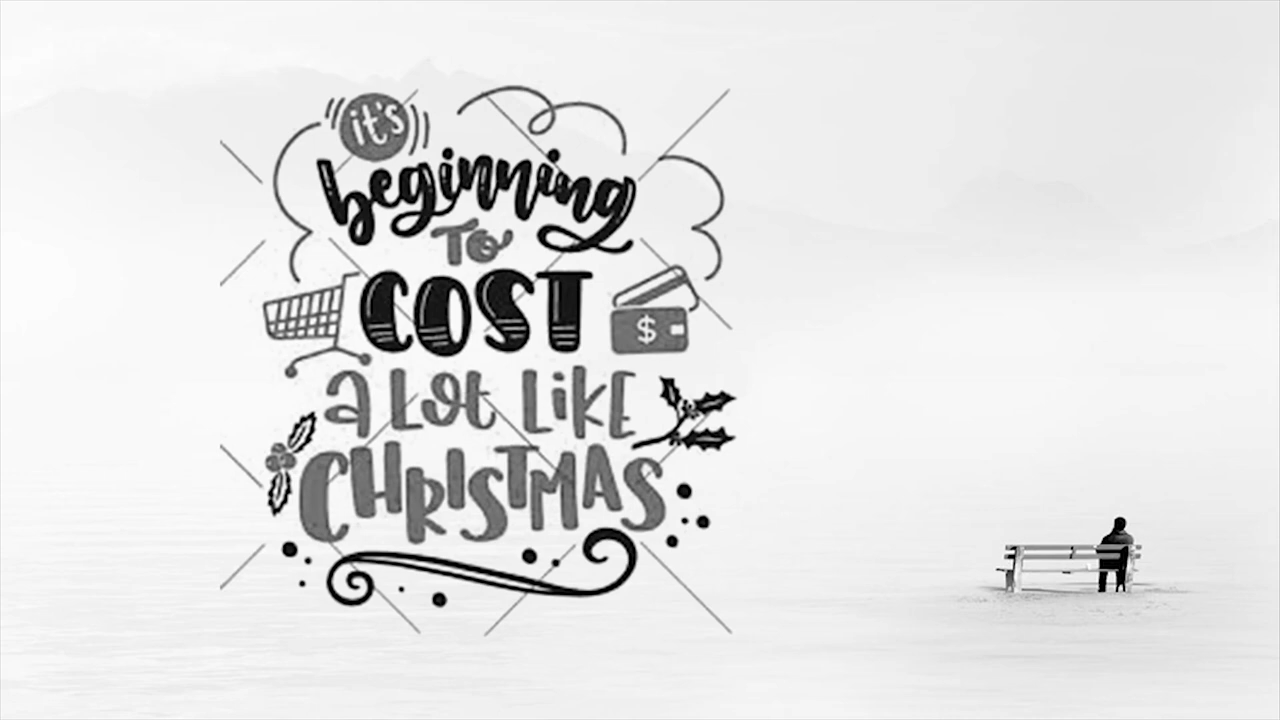 it's
beginning
TO
COST
a LOt LiKE
CHRISTMAS
$